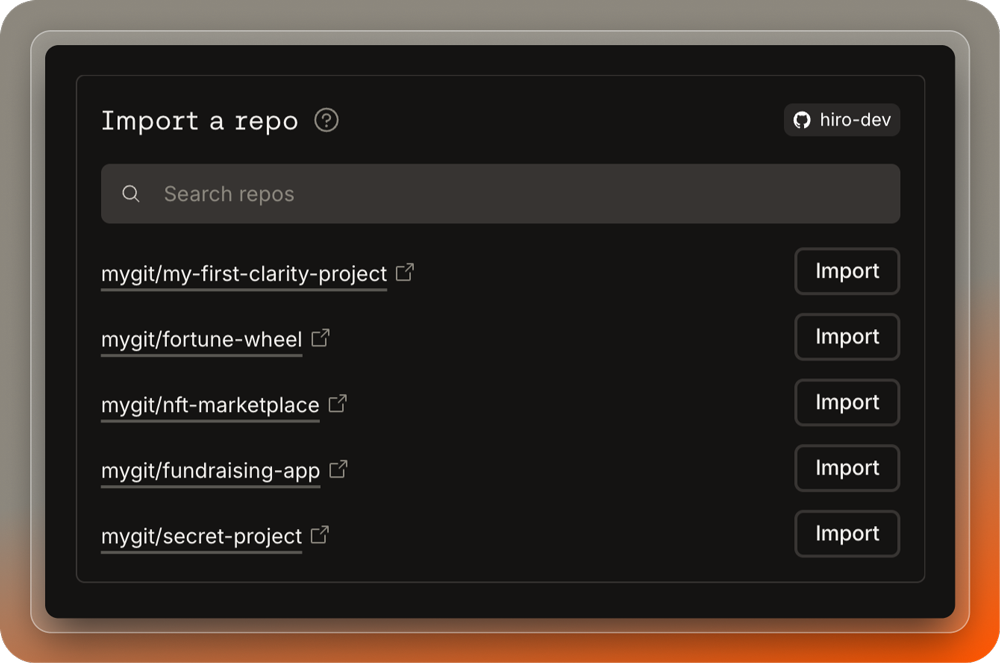 Import a repo ?
hiro-dev
Search repos
mygit/my-first-clarity-project
Import
mygit/fortune-wheel
Import
mygit/nft-marketplace
Import
mygit/fundraising-app
Import
mygit/secret-project
Import